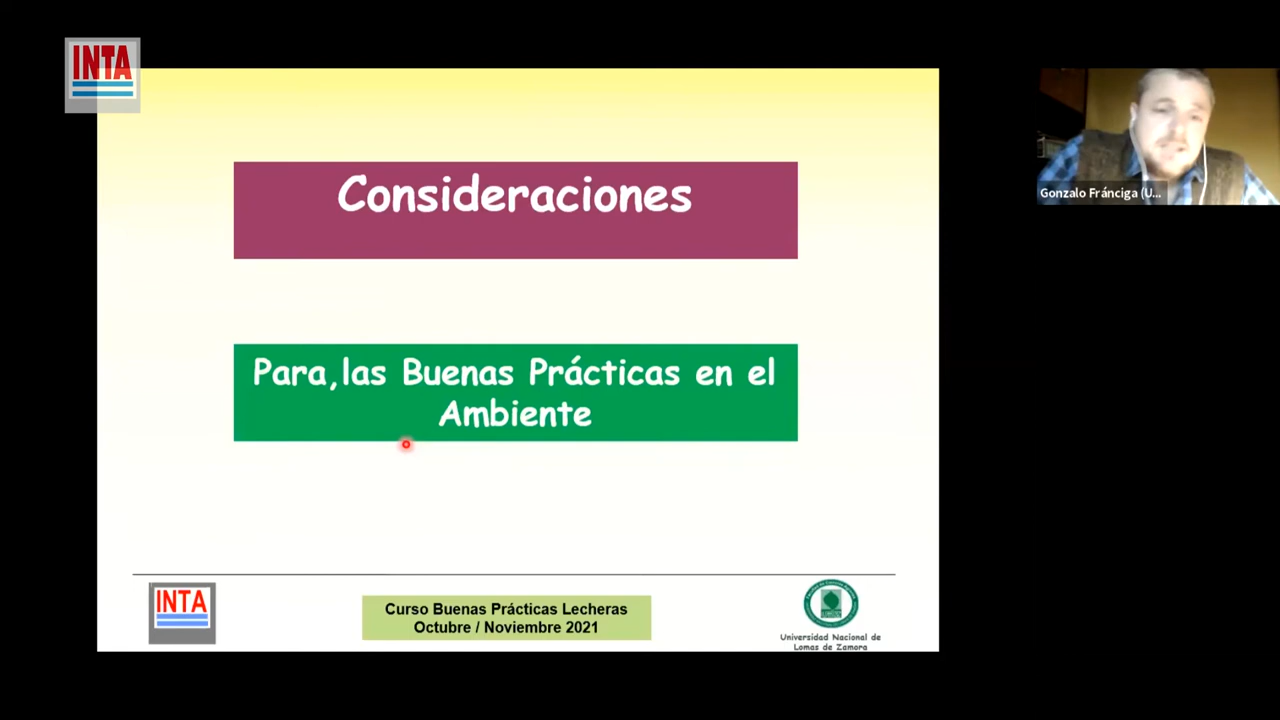 INTA
Consideraciones
Para,las Buenas Prácticas en el
Ambiente
Gonzalo Fránciga (U...
INTA
Curso Buenas Prácticas Lecheras
Octubre / Noviembre 2021
Universidad Nacional de
Lomas de Zamora